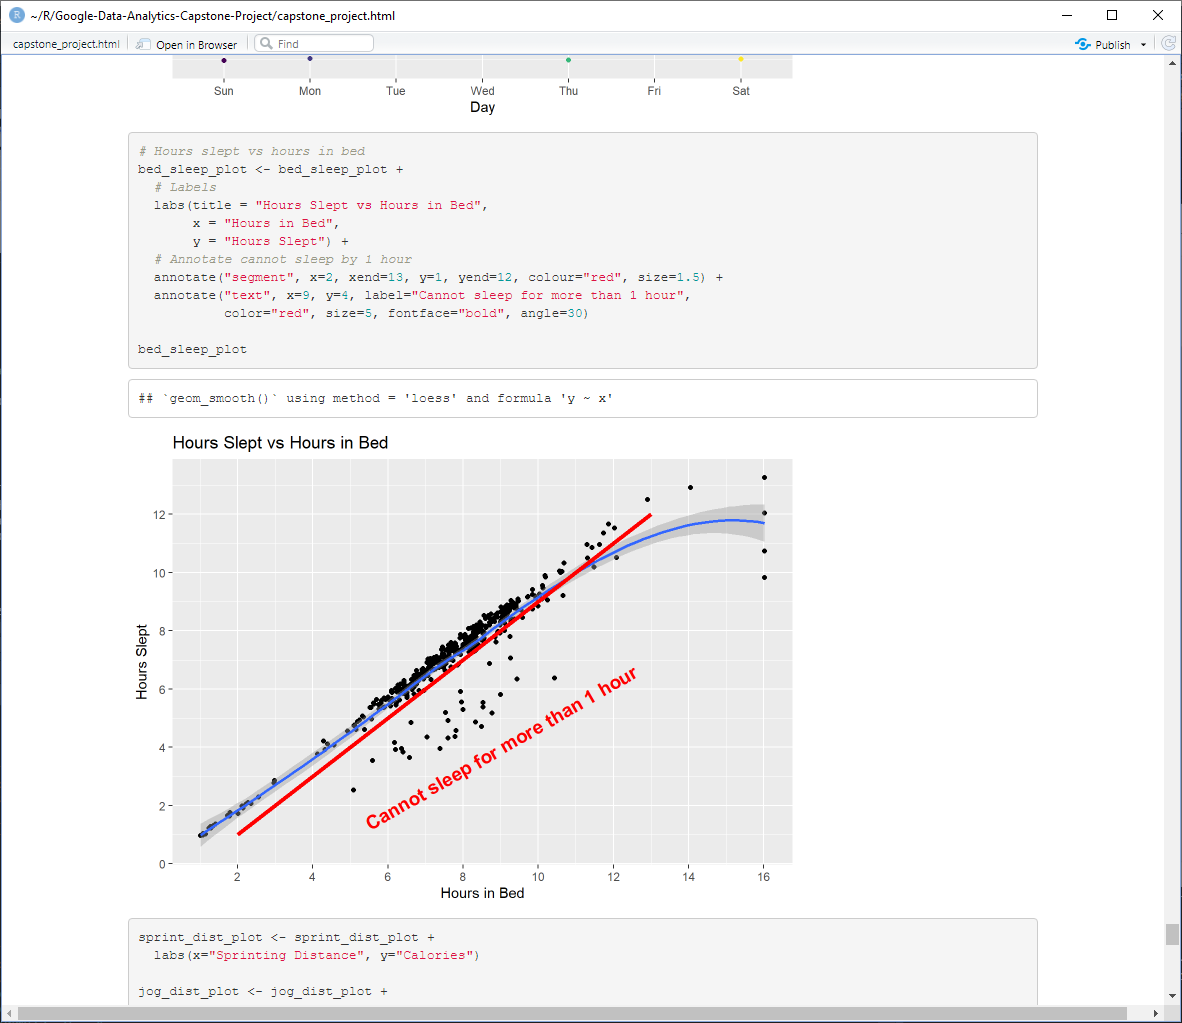 ~/R/Google-Data-Analytics-Capstone-Project/capstone_project.html
capstone_project.html Open in Browser Find Publish
Sun Mon Tue Wed Thu Fri Sat
Day
# Hours slept vs hours in bed
bed_sleep_plot <- bed_sleep_plot +
  # Labels
  labs(title = "Hours Slept vs Hours in Bed",
       x = "Hours in Bed",
       y = "Hours Slept") +
  # Annotate cannot sleep by 1 hour
  annotate("segment", x=2, xend=13, y=1, yend=12, colour="red", size=1.5) +
  annotate("text", x=9, y=4, label="Cannot sleep for more than 1 hour",
           color="red", size=5, fontface="bold", angle=30)
bed_sleep_plot
## `geom_smooth()` using method = 'loess' and formula 'y ~ x'
Hours Slept vs Hours in Bed
12
10
8
6
4
2
0
Hours Slept
Cannot sleep for more than 1 hour
2 4 6 8 10 12 14 16
Hours in Bed
sprint_dist_plot <- sprint_dist_plot +
  labs(x="Sprinting Distance", y="Calories")
jog_dist_plot <- jog_dist_plot +